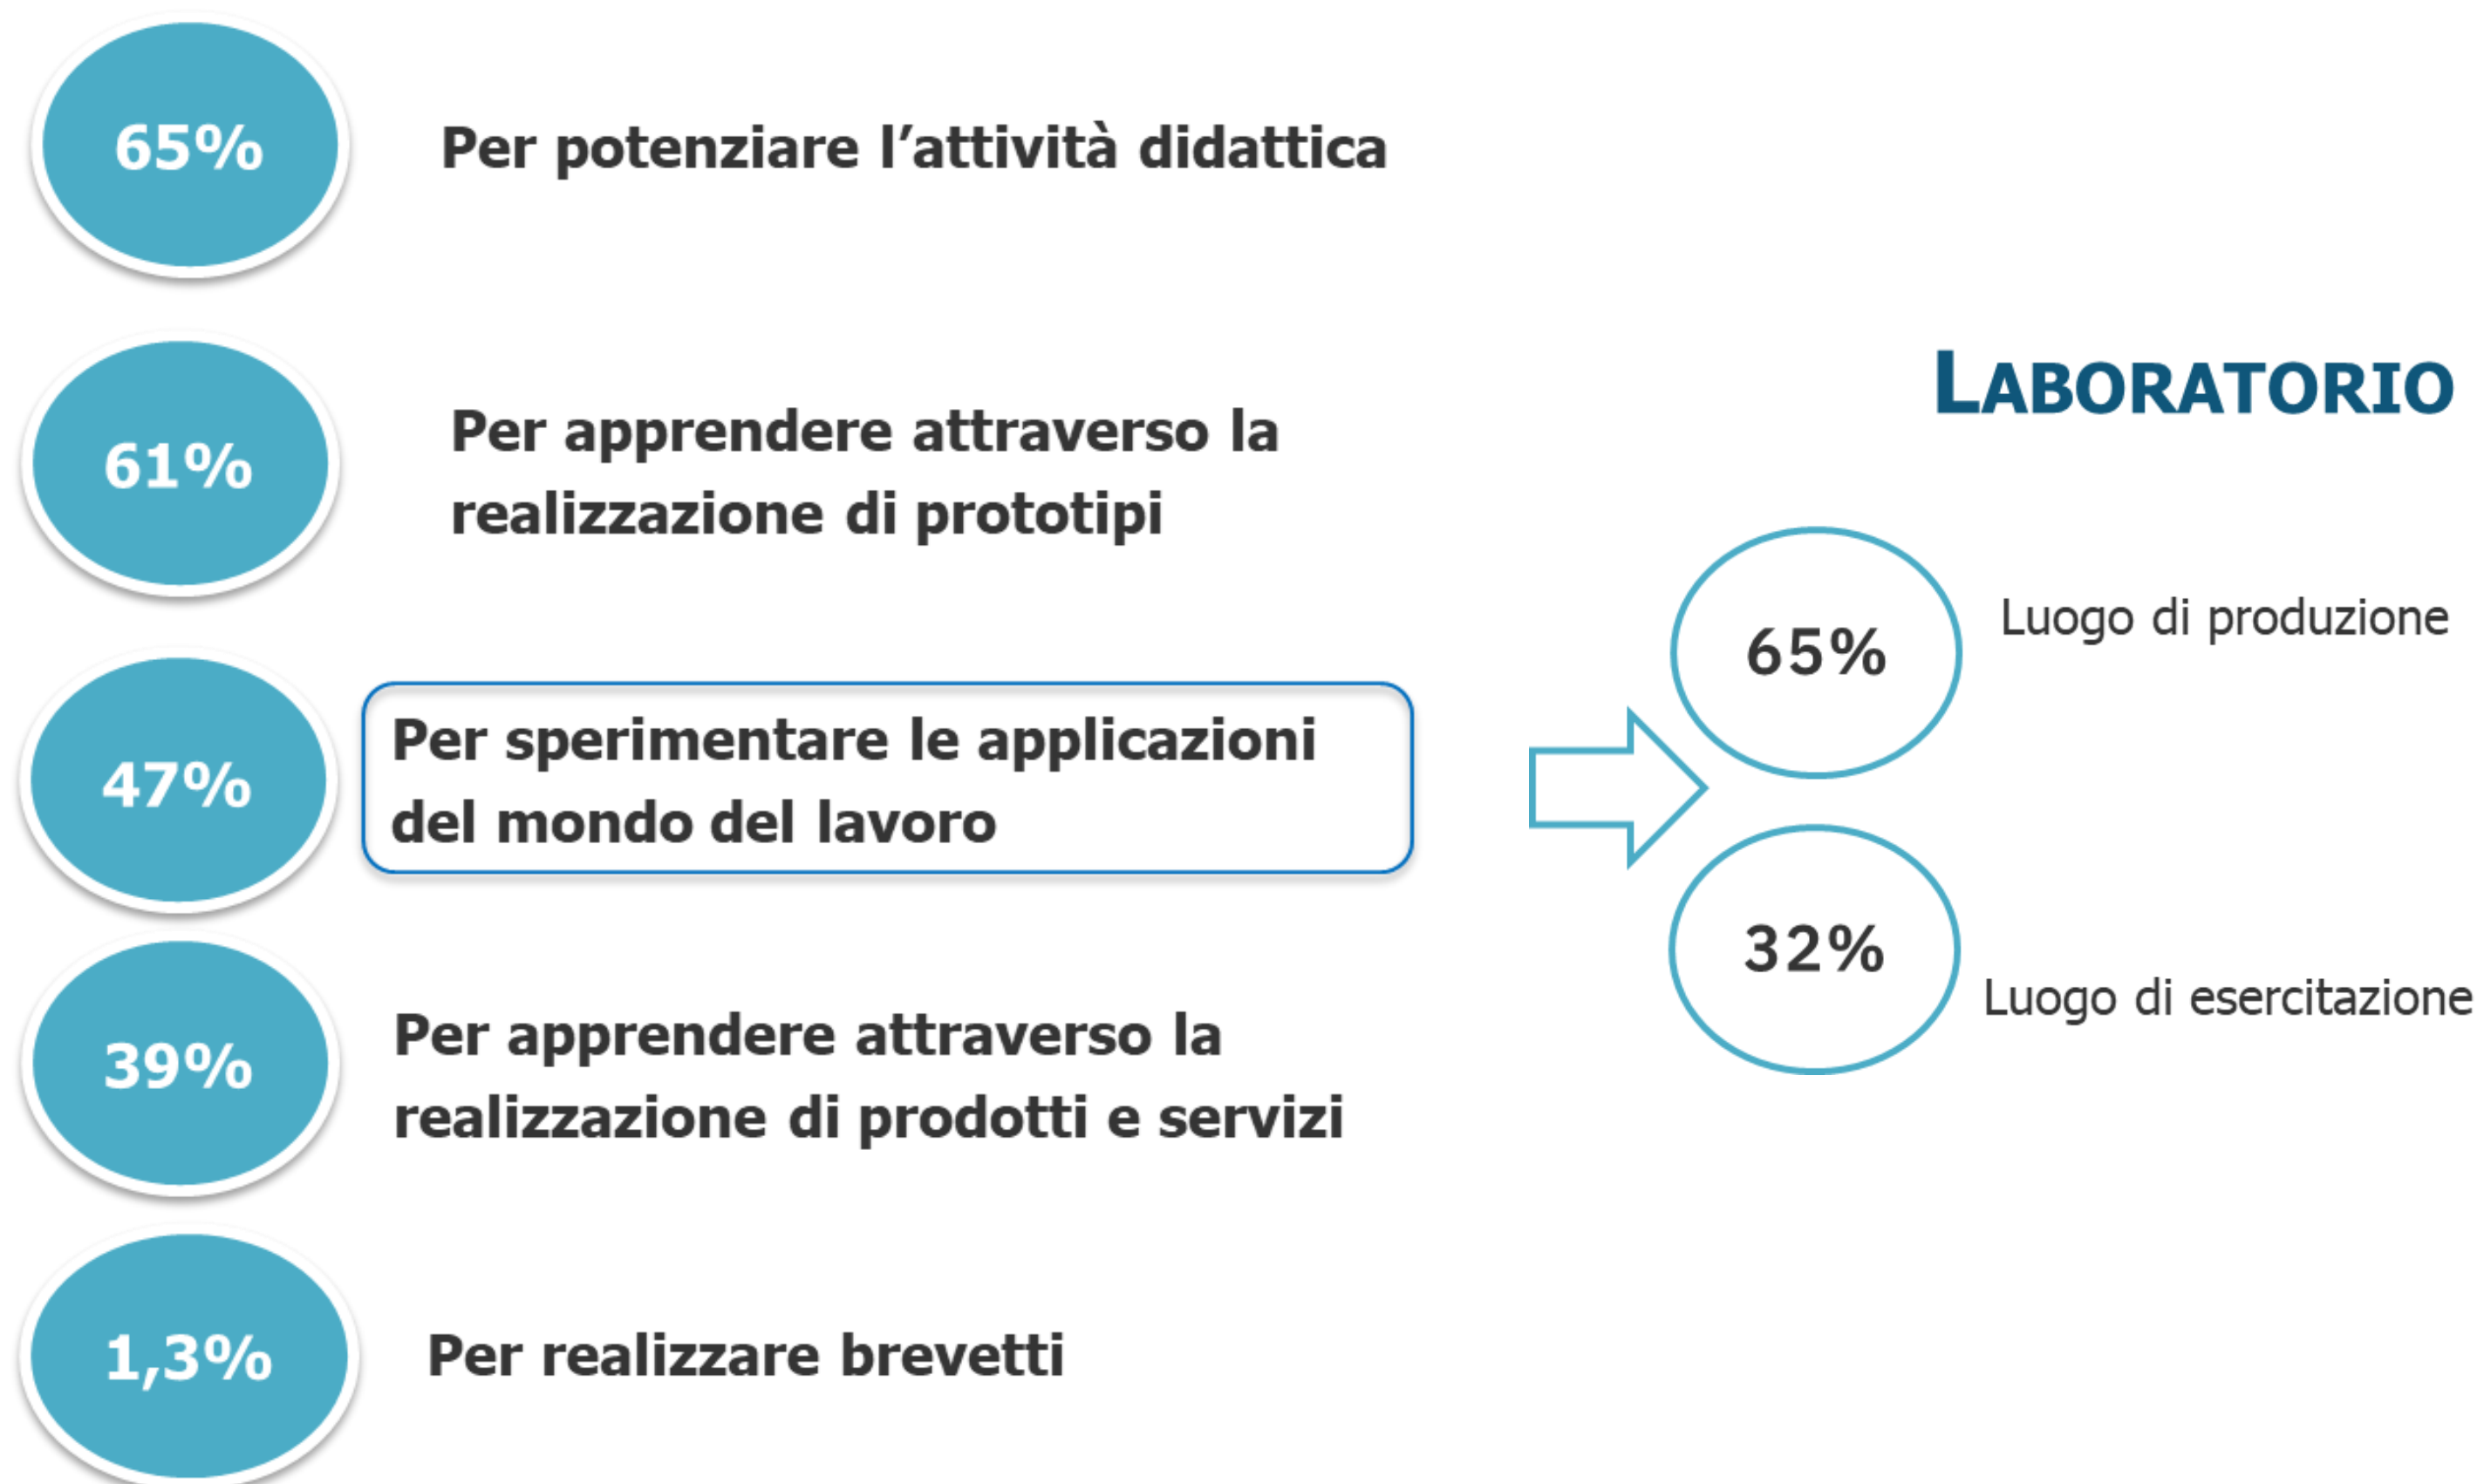 65%
Per potenziare l’attività didattica
61%
Per apprendere attraverso la
realizzazione di prototipi
47%
Per sperimentare le applicazioni
del mondo del lavoro
39%
Per apprendere attraverso la
realizzazione di prodotti e servizi
1,3%
Per realizzare brevetti
LABORATORIO
65%
Luogo di produzione
32%
Luogo di esercitazione